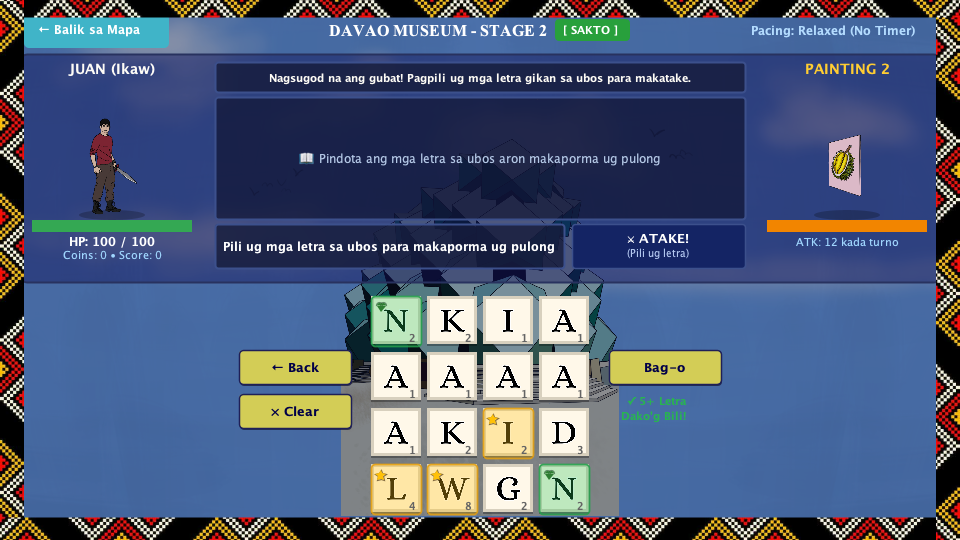 ← Balik sa Mapa
DAVAO MUSEUM - STAGE 2 [ SAKTO ]
Pacing: Relaxed (No Timer)
JUAN (Ikaw)
Nagsugod na ang gubat! Pagpili ug mga letra gikan sa ubos para makatake.
PAINTING 2
📖 Pindota ang mga letra sa ubos aron makaporma ug pulong
HP: 100 / 100
Coins: 0 • Score: 0
Pili ug mga letra sa ubos para makaporma ug pulong
⚔ ATAKE!
(Pili ug letra)
ATK: 12 kada turno
N 2 K 2 I 1 A 1
← Back
A 1 A 1 A 1 A 1
Bag-o
× Clear
✓ 5+ Letra
Dako'g Bili!
A 1 K 2 I 2 D 3
L 4 W 8 G 2 N 2